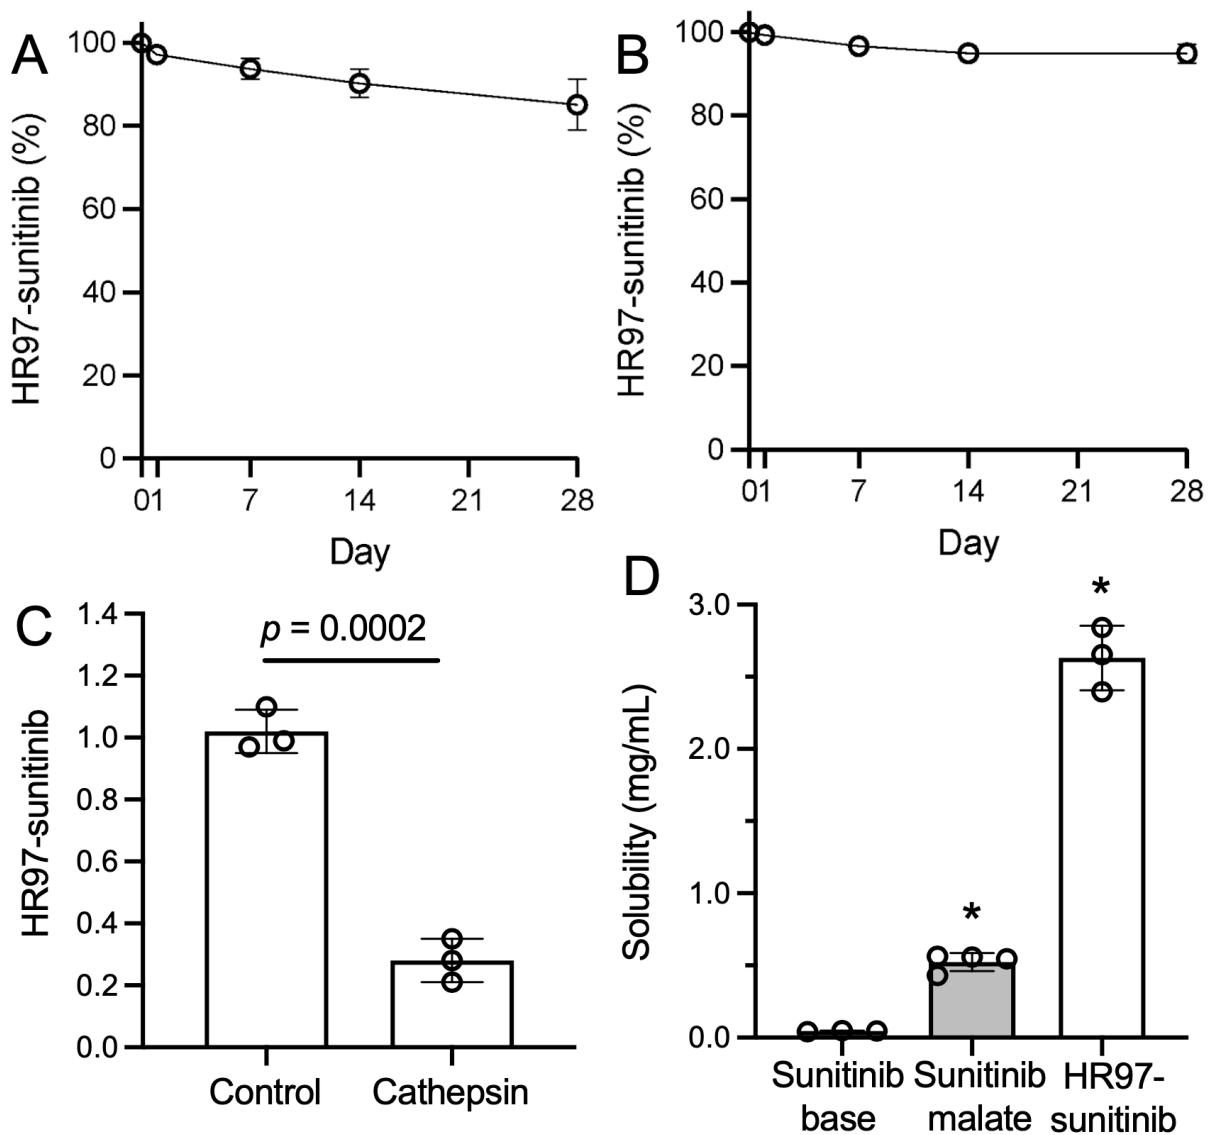 A
HR97-sunitinib (%)
100
80
60
40
20
0
01 7 14 21 28
Day
B
HR97-sunitinib (%)
100
80
60
40
20
0
01 7 14 21 28
Day
C
HR97-sunitinib
1.4
1.2
1.0
0.8
0.6
0.4
0.2
0.0
p = 0.0002
Control Cathepsin
D
Solubility (mg/mL)
3.0
2.0
1.0
0.0
*
*
Sunitinib base
Sunitinib malate
HR97-sunitinib